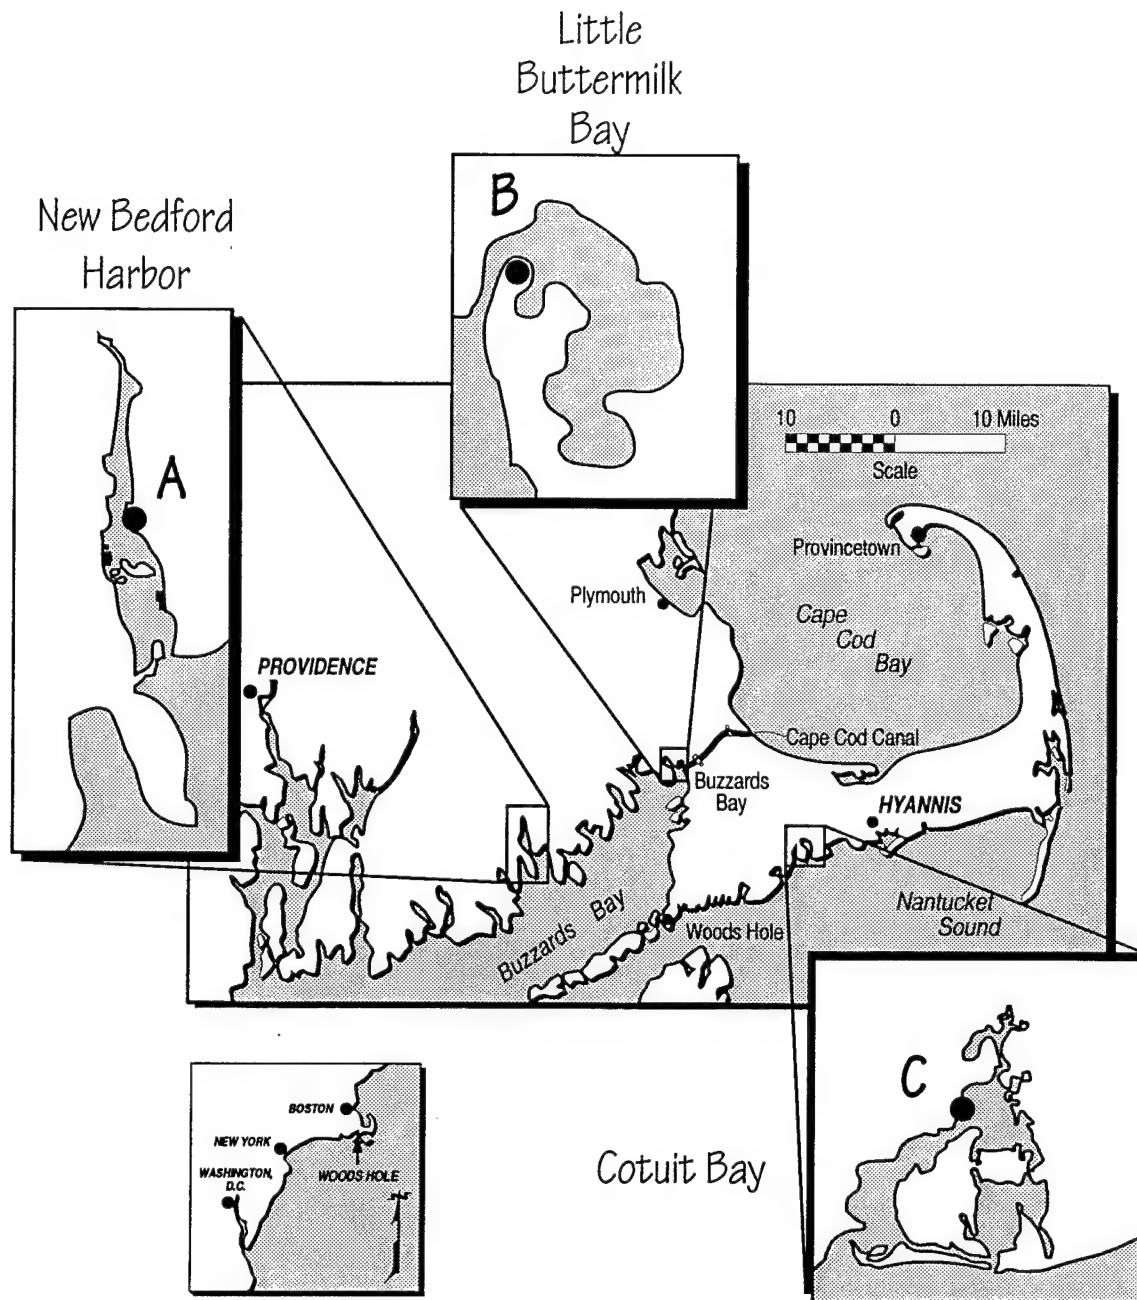 Little
Buttermilk
Bay
B
New Bedford
Harbor
A
10 0 10 Miles
Scale
Provincetown
Plymouth
Cape
Cod
Bay
PROVIDENCE
Cape Cod Canal
Buzzards
Bay
HYANNIS
Buzzards Bay
Woods Hole
Nantucket
Sound
C
Cotuit Bay
BOSTON
NEW YORK
WOODS HOLE
WASHINGTON,
D.C.